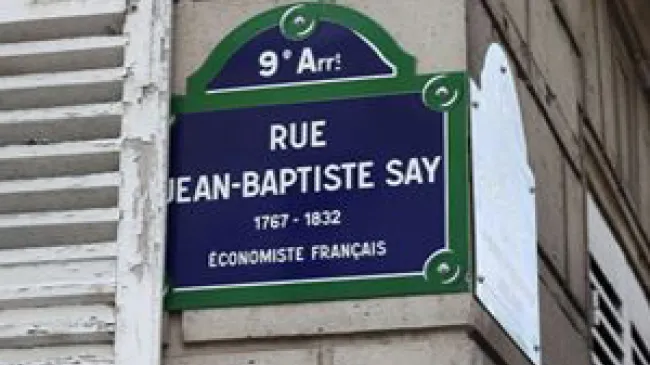 9e Arrt
RUE
JEAN-BAPTISTE SAY
1767 - 1832
ÉCONOMISTE FRANÇAIS